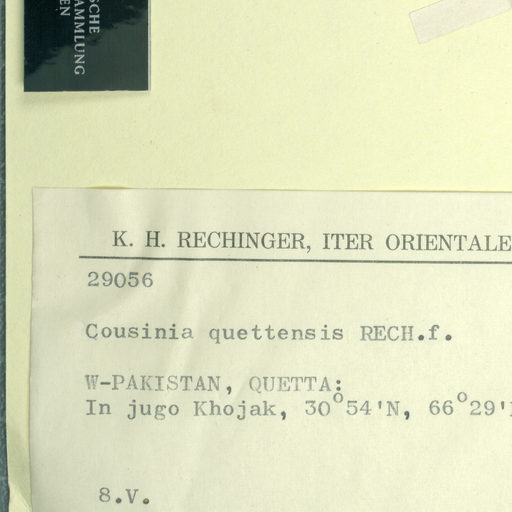 SCHE
AMMLUNG
EN
K. H. RECHINGER, ITER ORIENTALE
29056
Cousinia quettensis RECH.f.
W-PAKISTAN, QUETTA:
In jugo Khojak, 30°54'N, 66°29'
8.V.